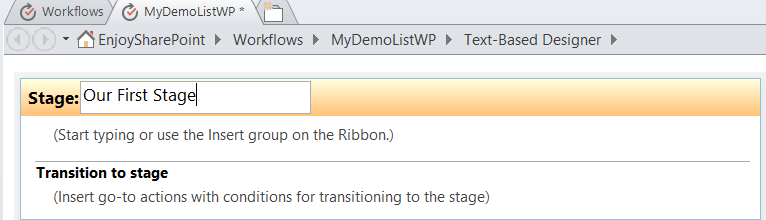 Workflows MyDemoListWP *
EnjoySharePoint Workflows MyDemoListWP Text-Based Designer
Stage: Our First Stage
(Start typing or use the Insert group on the Ribbon.)
Transition to stage
(Insert go-to actions with conditions for transitioning to the stage)